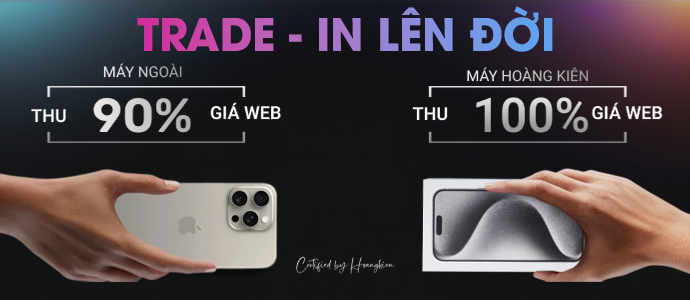 TRADE - IN LÊN ĐỜI
MÁY NGOÀI
THU 90% GIÁ WEB
MÁY HOÀNG KIÊN
THU 100% GIÁ WEB
Certified by Hoangkien